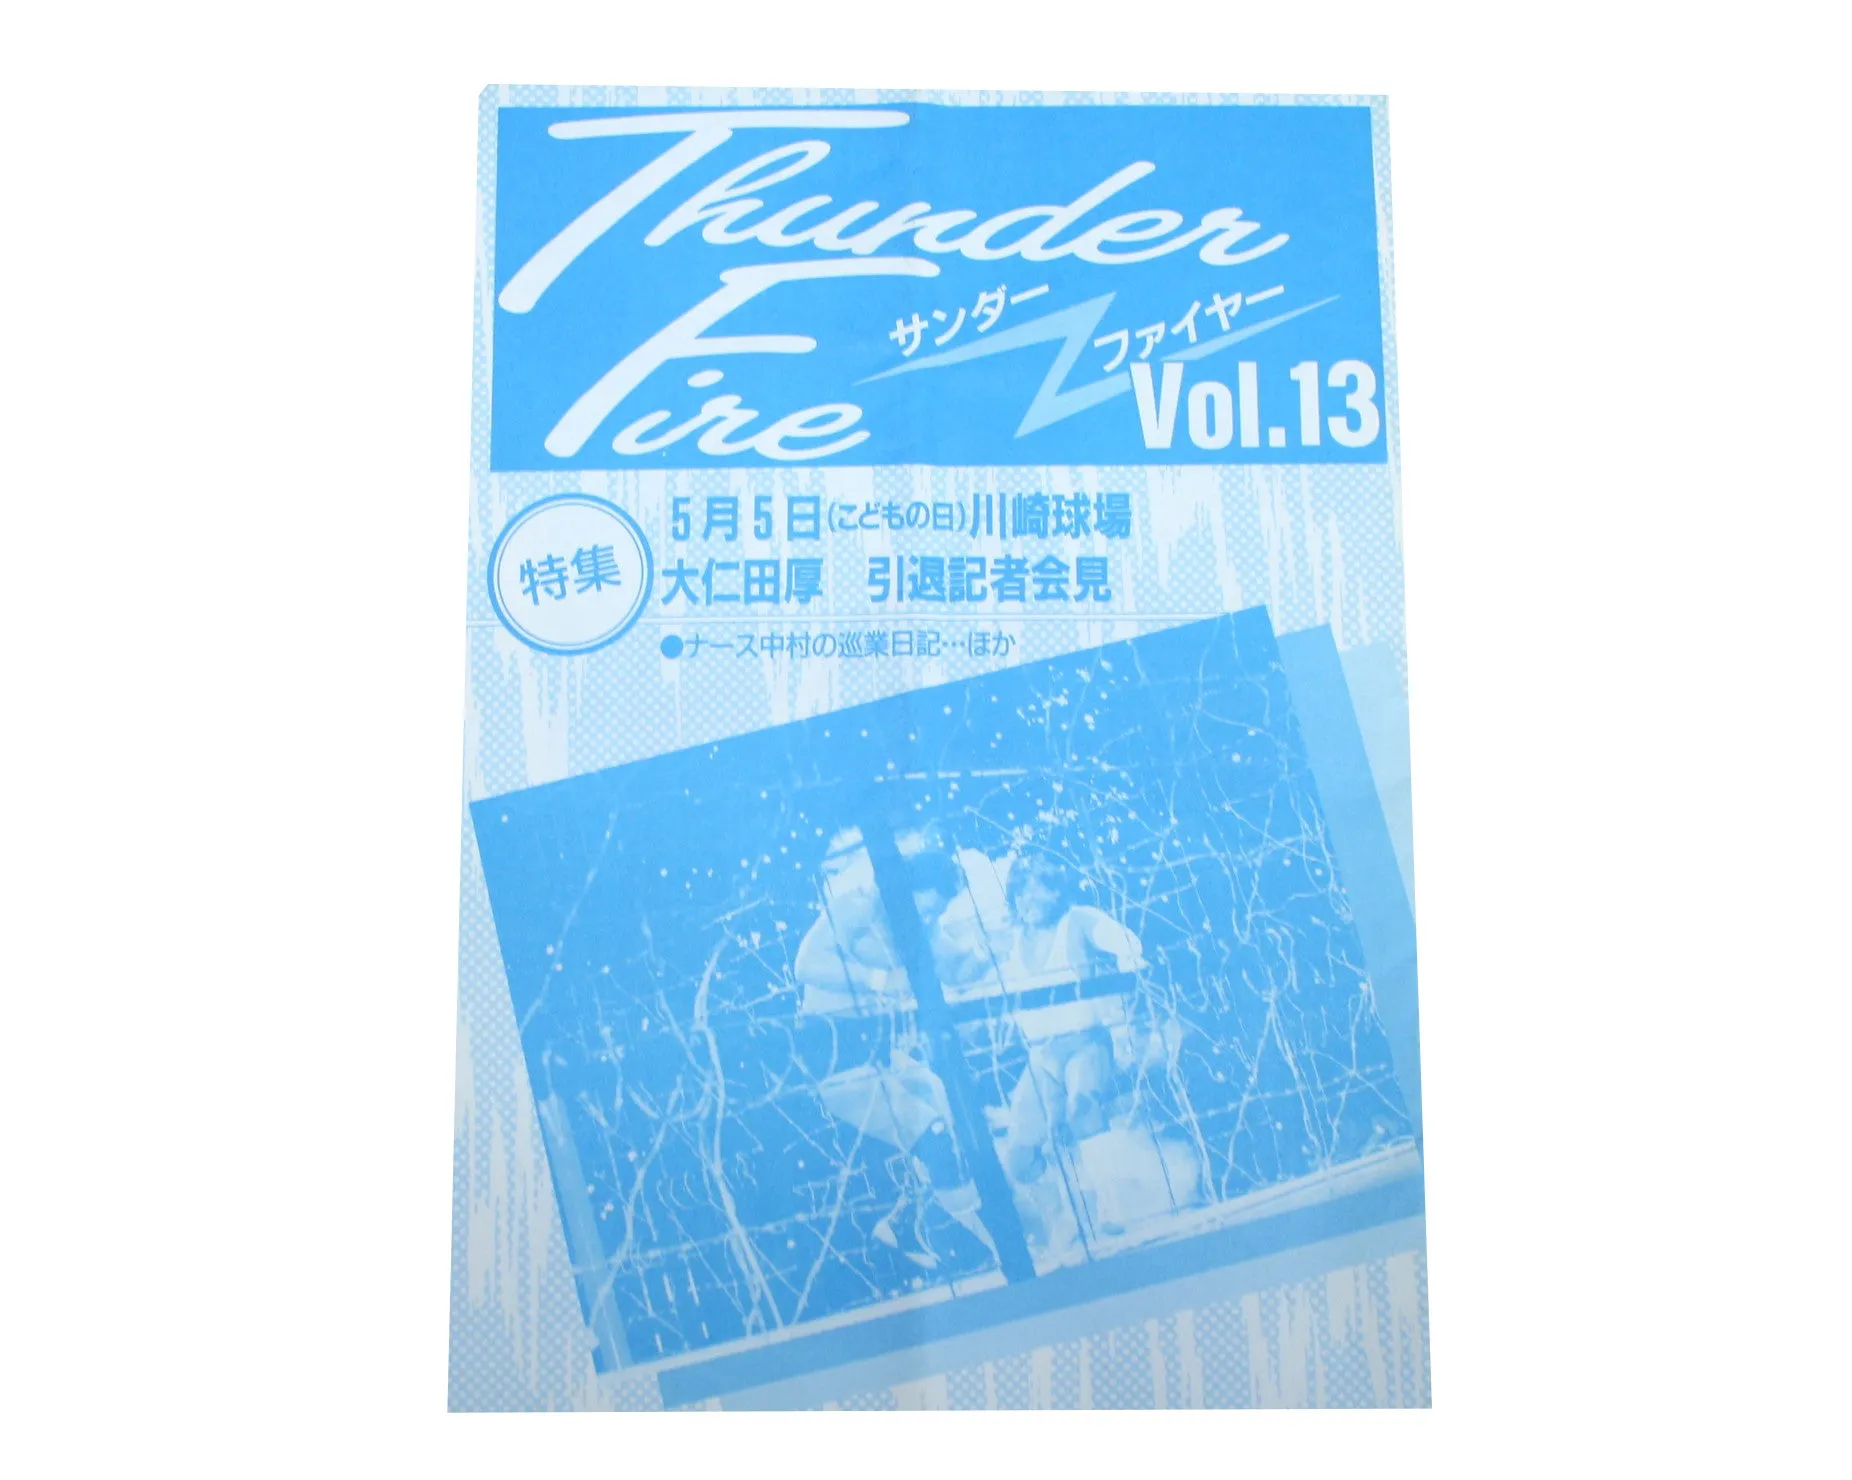 Thunder
Fire
サンダー
ファイヤー
Vol.13
特集
5月5日(こどもの日)川崎球場
大仁田厚 引退記者会見
●ナース中村の巡業日記…ほか